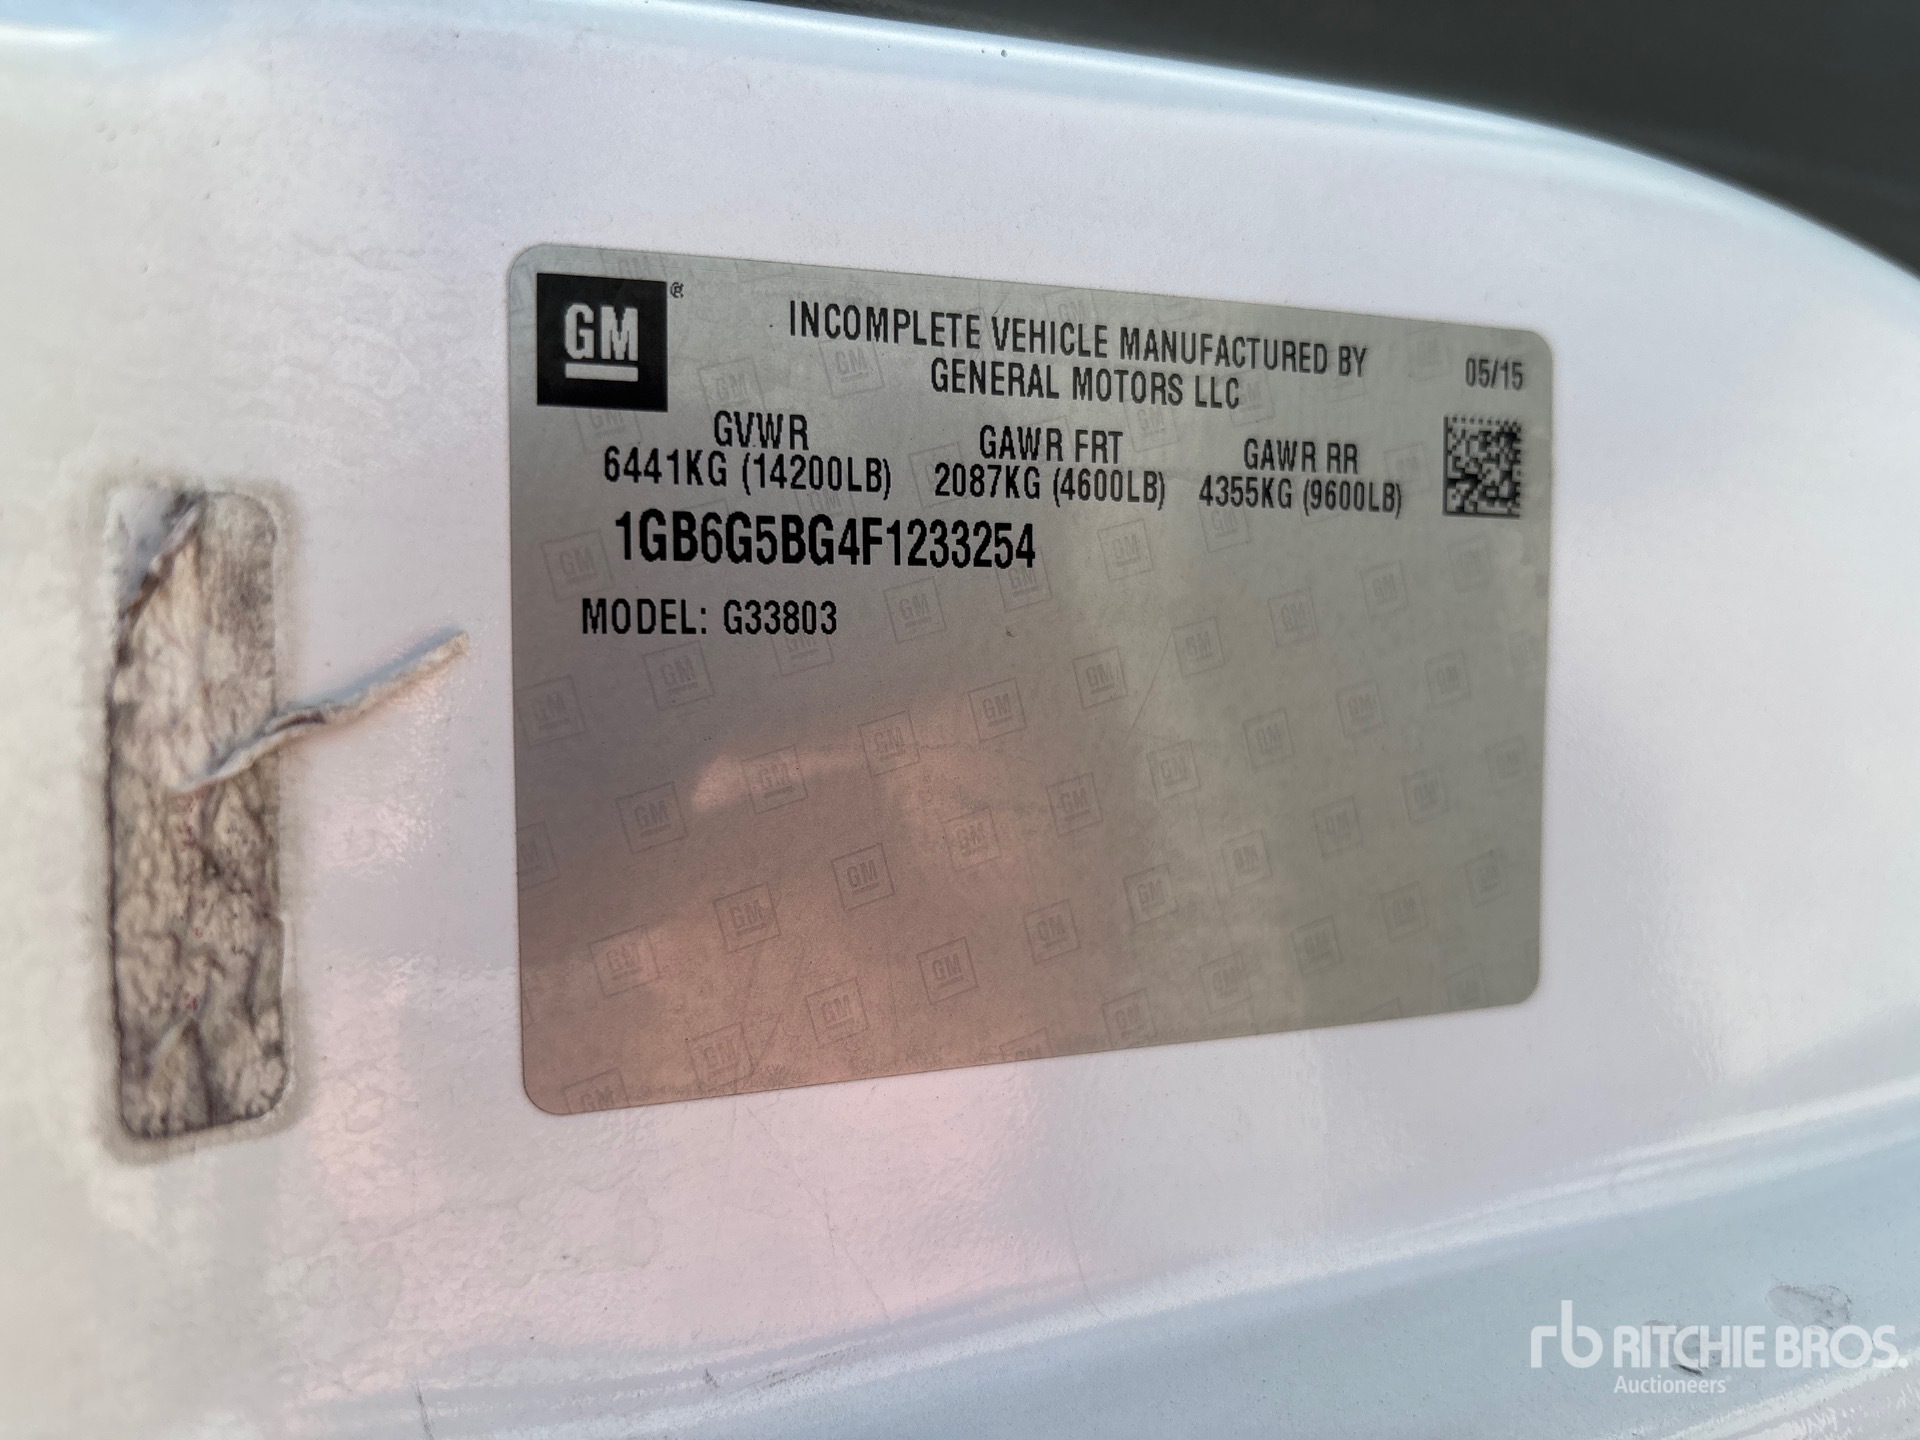 GM®
INCOMPLETE VEHICLE MANUFACTURED BY
GENERAL MOTORS LLC
05/15
GVWR
6441KG (14200LB)
GAWR FRT
2087KG (4600LB)
GAWR RR
4355KG (9600LB)
1GB6G5BG4F1233254
MODEL: G33803
rb RITCHIE BROS.
Auctioneers